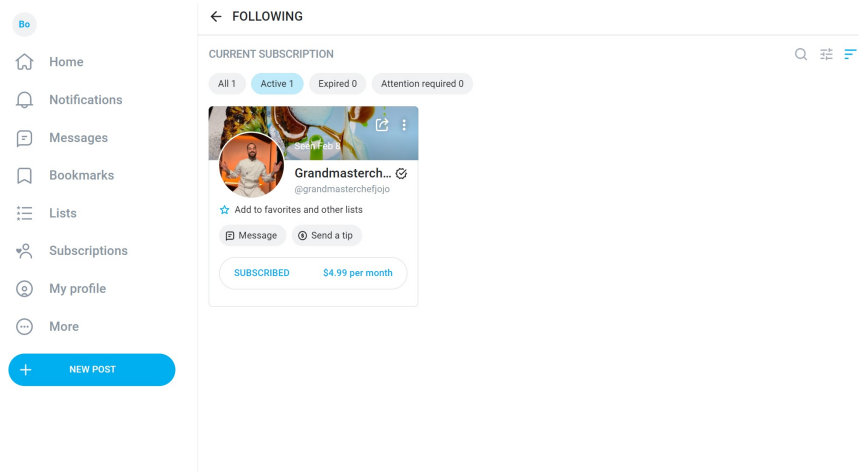 Bo
Home
Notifications
Messages
Bookmarks
Lists
Subscriptions
My profile
More
NEW POST
FOLLOWING
CURRENT SUBSCRIPTION
All 1 Active 1 Expired 0 Attention required 0
Seen Feb 8
Grandmasterch...
@grandmasterchefjojo
Add to favorites and other lists
Message Send a tip
SUBSCRIBED $4.99 per month